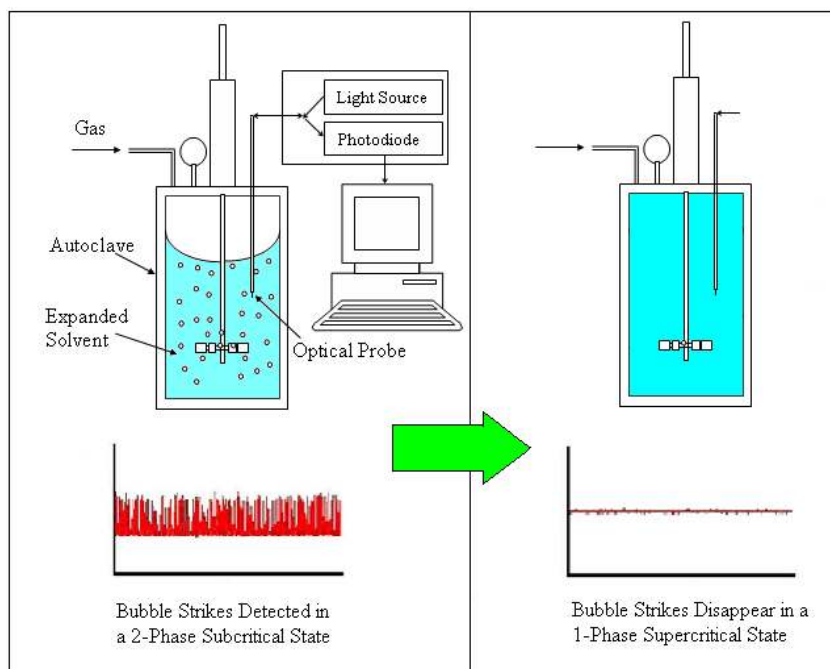 Light Source
Gas
Photodiode
Autoclave
Expanded
Solvent
Optical Probe
Bubble Strikes Detected in
a 2-Phase Subcritical State
Bubble Strikes Disappear in a
1-Phase Supercritical State